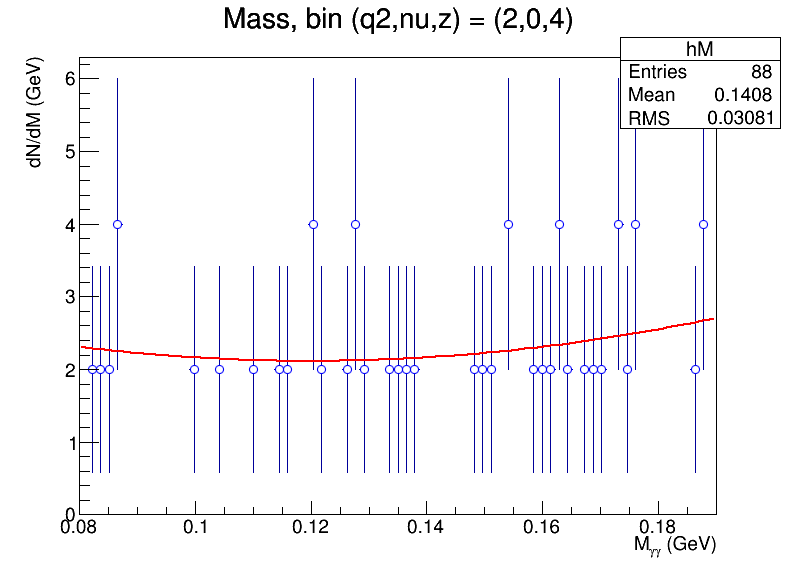 Mass, bin (q2,nu,z) = (2,0,4)
hM
Entries 88
Mean 0.1408
RMS 0.03081
dN/dM (GeV)
6
5
4
3
2
1
0
0.08 0.1 0.12 0.14 0.16 0.18
Mγγ (GeV)